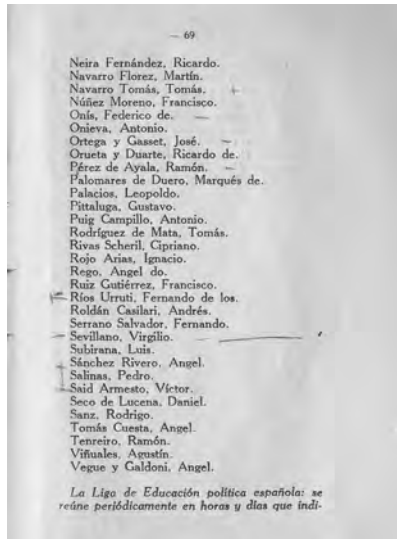 — 69
Neira Fernández, Ricardo.
Navarro Florez, Martín.
Navarro Tomás, Tomás.
Núñez Moreno, Francisco.
Onís, Federico de.
Onieva, Antonio.
Ortega y Gasset, José.
Orueta y Duarte, Ricardo de.
Pérez de Ayala, Ramón.
Palomares de Duero, Marqués de.
Palacios, Leopoldo.
Pittaluga, Gustavo.
Puig Campillo, Antonio.
Rodríguez de Mata, Tomás.
Rivas Scheril, Cipriano.
Rojo Arias, Ignacio.
Rego, Angel do.
Ruiz Gutiérrez, Francisco.
Ríos Urruti, Fernando de los.
Roldán Casilari, Andrés.
Serrano Salvador, Fernando.
Sevillano, Virgilio.
Subirana, Luis.
Sánchez Rivero, Angel.
Salinas, Pedro.
Said Armesto, Víctor.
Seco de Lucena, Daniel.
Sanz, Rodrigo.
Tomás Cuesta, Angel.
Tenreiro, Ramón.
Viñuales, Agustín.
Vegue y Galdoni, Angel.
La Liga de Educación política española: se
reúne periódicamente en horas y días que indi-